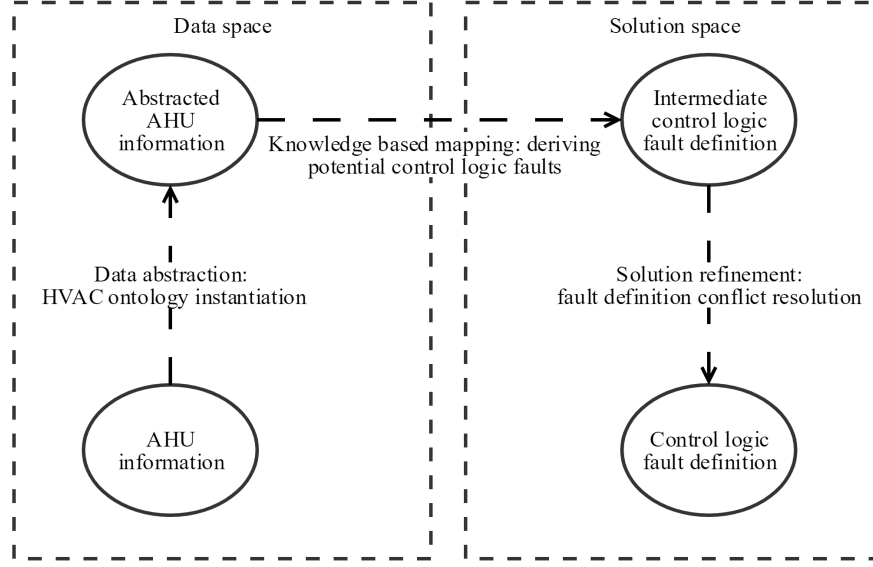 Data space
Solution space
Abstracted
AHU
information
Intermediate
control logic
fault definition
Knowledge based mapping: deriving
potential control logic faults
Data abstraction:
HVAC ontology instantiation
Solution refinement:
fault definition conflict resolution
AHU
information
Control logic
fault definition